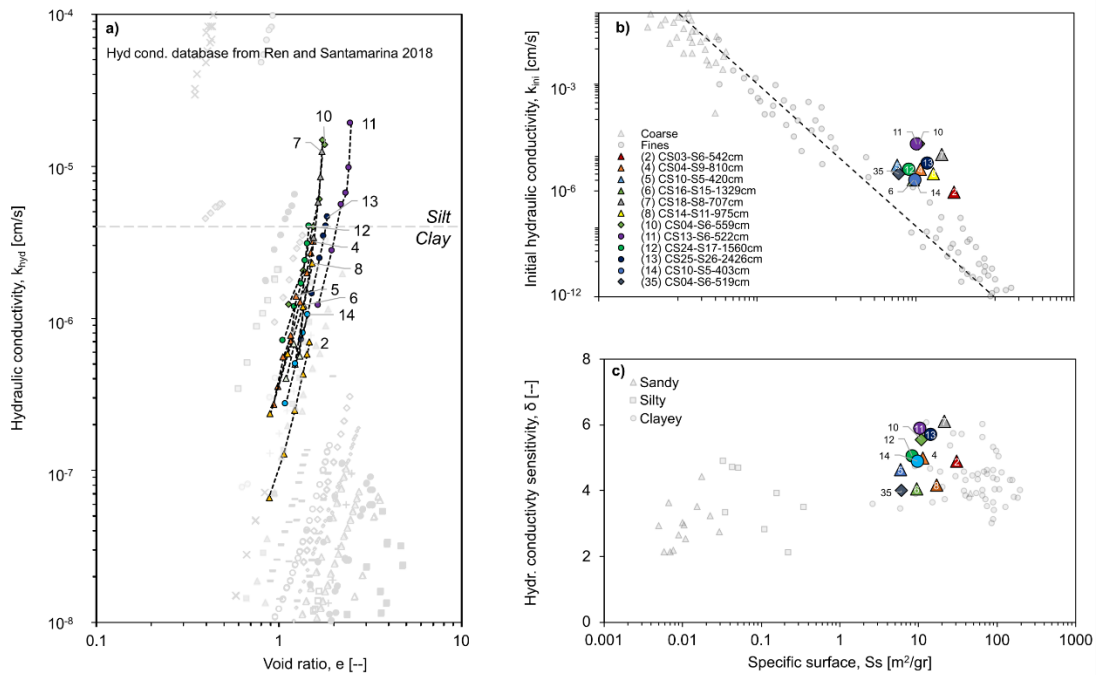 a)
Hyd cond. database from Ren and Santamarina 2018
Hydraulic conductivity, k_hyd [cm/s]
10⁻⁴
10⁻⁵
10⁻⁶
10⁻⁷
10⁻⁸
7
10
11
13
12
4
8
5
6
14
2
Silt
Clay
0.1
1
10
Void ratio, e [--]
b)
Initial hydraulic conductivity, k_ini [cm/s]
10⁻³
10⁻⁶
10⁻¹²
Coarse
Fines
(2) CS03-S6-542cm
(4) CS04-S9-810cm
(5) CS10-S5-420cm
(6) CS16-S15-1329cm
(7) CS18-S8-707cm
(8) CS14-S11-975cm
(10) CS04-S6-559cm
(11) CS13-S6-522cm
(12) CS24-S17-1560cm
(13) CS25-S26-2426cm
(14) CS10-S5-403cm
(35) CS04-S6-519cm
11
10
13
12
35
6
14
2
c)
Hydr. conductivity sensitivity, δ [--]
8
6
4
2
0
Sandy
Silty
Clayey
10
11
13
12
14
4
2
35
0.001
0.01
0.1
1
10
100
1000
Specific surface, Ss [m²/gr]